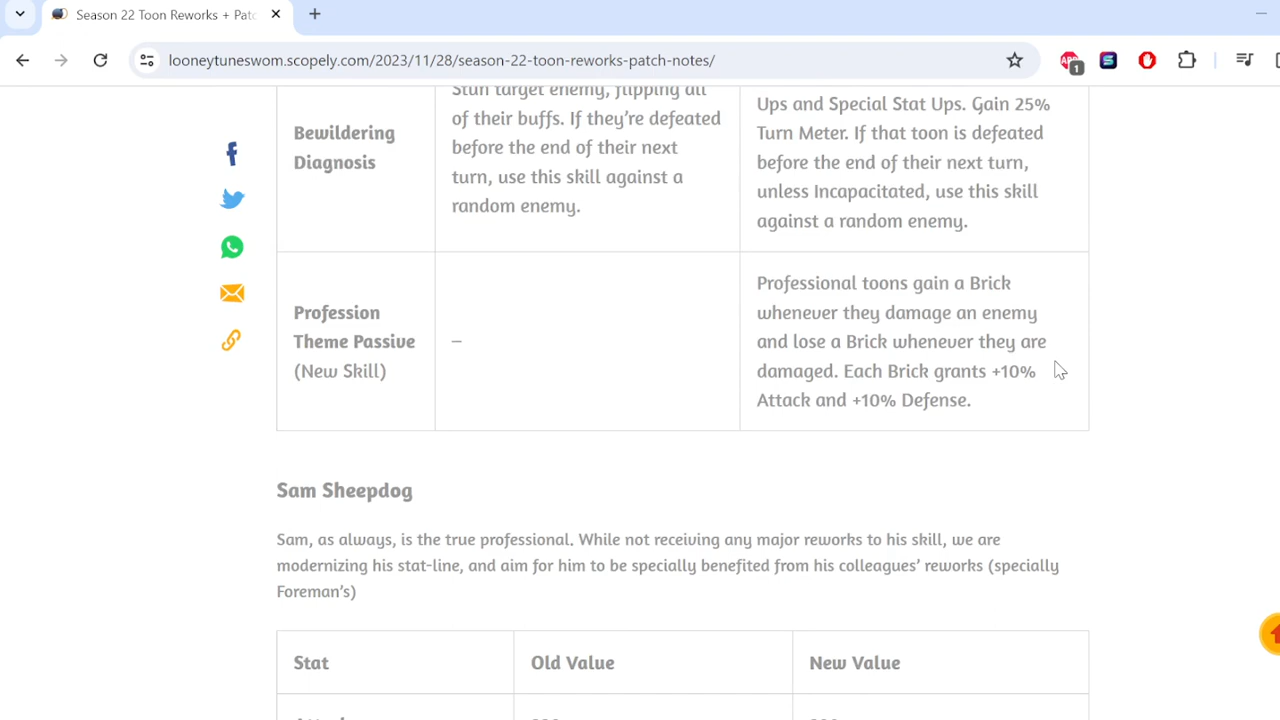 Season 22 Toon Reworks + Patc
looneytuneswom.scopely.com/2023/11/28/season-22-toon-reworks-patch-notes/
1
Bewildering
Diagnosis
Stun target enemy, flipping all
of their buffs. If they're defeated
before the end of their next
turn, use this skill against a
random enemy.
Ups and Special Stat Ups. Gain 25%
Turn Meter. If that toon is defeated
before the end of their next turn,
unless Incapacitated, use this skill
against a random enemy.
Profession
Theme Passive
(New Skill)
–
Professional toons gain a Brick
whenever they damage an enemy
and lose a Brick whenever they are
damaged. Each Brick grants +10%
Attack and +10% Defense.
Sam Sheepdog
Sam, as always, is the true professional. While not receiving any major reworks to his skill, we are
modernizing his stat-line, and aim for him to be specially benefited from his colleagues' reworks (specially
Foreman's)
Stat
Old Value
New Value